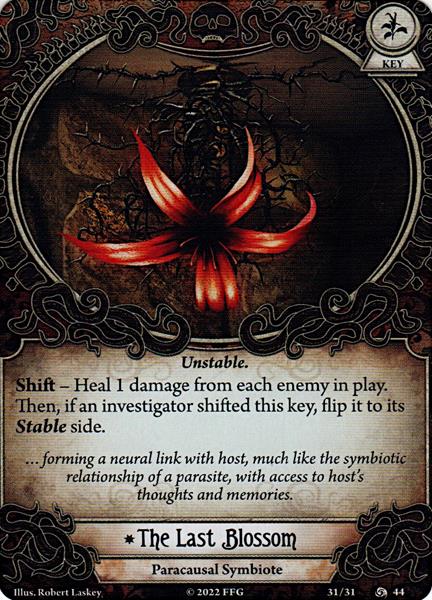 KEY
Unstable.
Shift – Heal 1 damage from each enemy in play.
Then, if an investigator shifted this key, flip it to its
Stable side.
…forming a neural link with host, much like the symbiotic
relationship of a parasite, with access to host's
thoughts and memories.
*The Last Blossom
Paracausal Symbiote
Illus. Robert Laskey © 2022 FFG 31/31 44